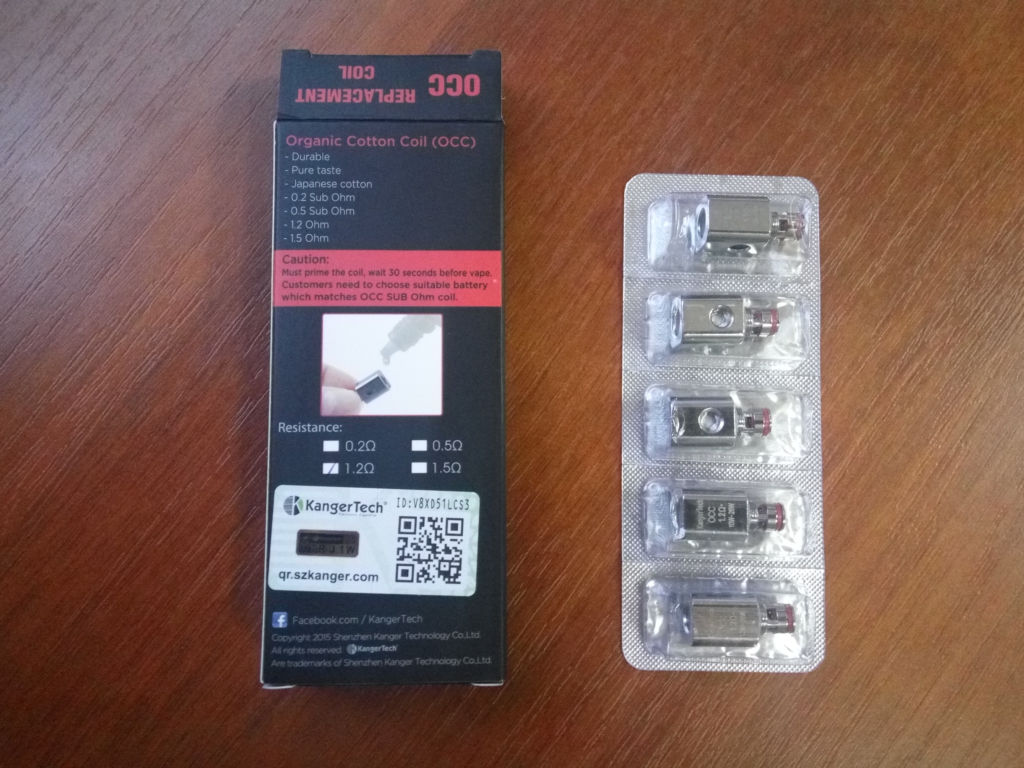 OCC
REPLACEMENT
COIL
Organic Cotton Coil (OCC)
- Durable
- Pure taste
- Japanese cotton
- 0.2 Sub Ohm
- 0.5 Sub Ohm
- 1.2 Ohm
- 1.5 Ohm
Caution:
Must prime the coil, wait 30 seconds before vape.
Customers need to choose suitable battery
which matches OCC SUB Ohm coil.
Resistance:
0.2Ω 0.5Ω
1.2Ω 1.5Ω
KangerTech ID:V8XD51LCS3
qr.szkanger.com
Facebook.com / KangerTech
Copyright 2015 Shenzhen Kanger Technology Co.,Ltd.
All rights reserved. KangerTech
Are trademarks of Shenzhen Kanger Technology Co.,Ltd.
KangerTech
OCC
1.2Ω